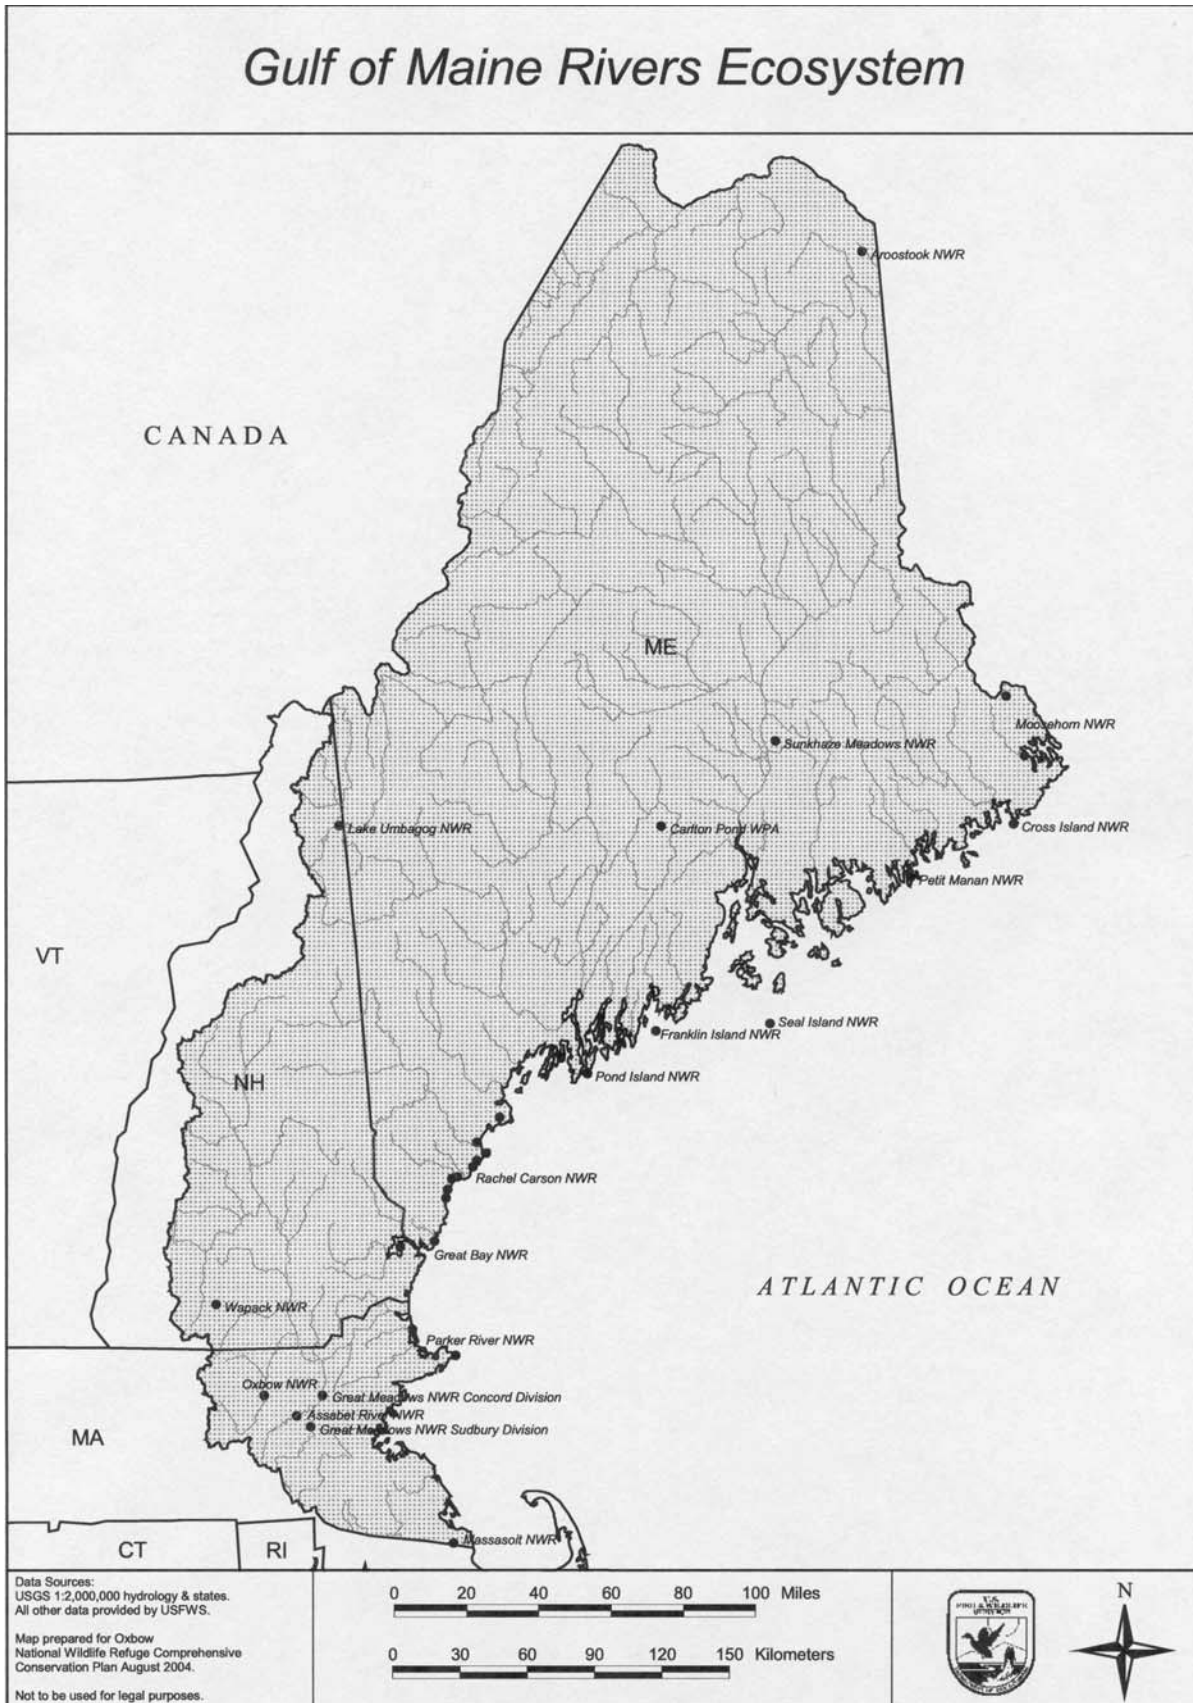 Gulf of Maine Rivers Ecosystem
Aroostook NWR
CANADA
ME
Moosehorn NWR
Sunkhaze Meadows NWR
Lake Umbagog NWR
Carlton Pond WPA
Cross Island NWR
Petit Manan NWR
VT
Seal Island NWR
Franklin Island NWR
Pond Island NWR
NH
Rachel Carson NWR
Great Bay NWR
ATLANTIC OCEAN
Wapack NWR
Parker River NWR
Oxbow NWR
Great Meadows NWR Concord Division
Assabet River NWR
Great Meadows NWR Sudbury Division
MA
Massasoit NWR
CT
RI
Data Sources:
USGS 1:2,000,000 hydrology & states.
All other data provided by USFWS.
Map prepared for Oxbow
National Wildlife Refuge Comprehensive
Conservation Plan August 2004.
Not to be used for legal purposes.
0 20 40 60 80 100 Miles
0 30 60 90 120 150 Kilometers
U.S.
FISH & WILDLIFE
SERVICE
N